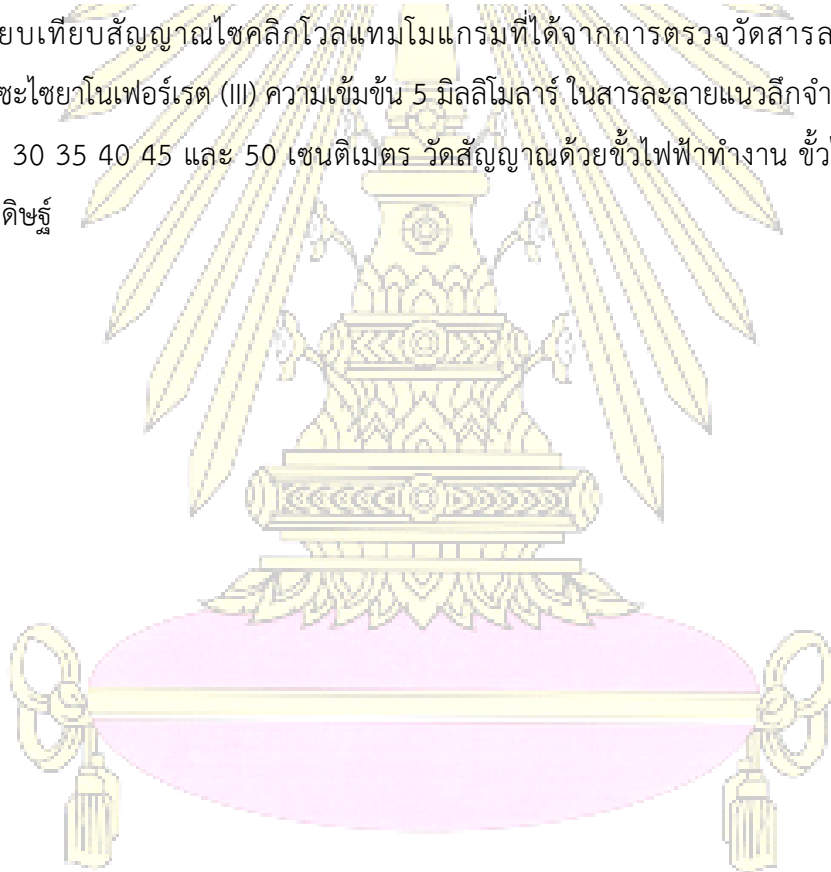 ยบเทียบสัญญาณไซคลิกโวลแทมโมแกรมที่ได้จากการตรวจวัดสารล
ซะไซยาโนเฟอร์เรต (III) ความเข้มข้น 5 มิลลิโมลาร์ ในสารละลายแนวลึกจำ
30 35 40 45 และ 50 เซนติเมตร วัดสัญญาณด้วยขั้วไฟฟ้าทำงาน ขั้ว
ดิษฐ์